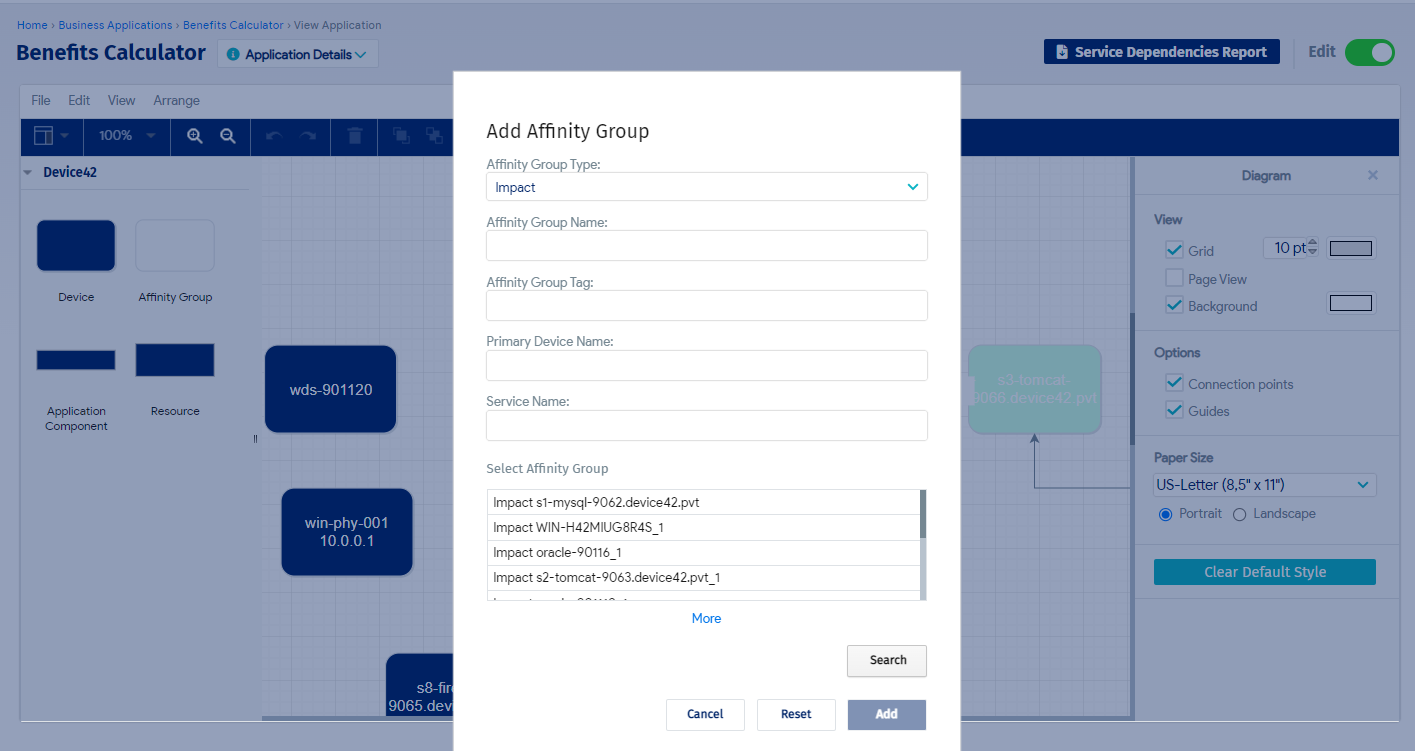 Home › Business Applications › Benefits Calculator › View Application
Benefits Calculator
Application Details
Service Dependencies Report
Edit
File Edit View Arrange
100%
Device42
Device
Affinity Group
Application Component
Resource
wds-901120
win-phy-001
10.0.0.1
s8-fir
9065.dev
Add Affinity Group
Affinity Group Type:
Impact
Affinity Group Name:
Affinity Group Tag:
Primary Device Name:
Service Name:
Select Affinity Group
Impact s1-mysql-9062.device42.pvt
Impact WIN-H42MIUG8R4S_1
Impact oracle-90116_1
Impact s2-tomcat-9063.device42.pvt_1
More
Search
Cancel
Reset
Add
s3-tomcat-
9066.device42.pvt
Diagram
View
Grid
10 pt
Page View
Background
Options
Connection points
Guides
Paper Size
US-Letter (8,5" x 11")
Portrait
Landscape
Clear Default Style